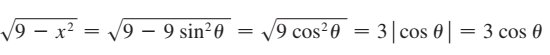 √(9 − x²) = √(9 − 9 sin²θ) = √(9 cos²θ) = 3|cos θ| = 3 cos θ